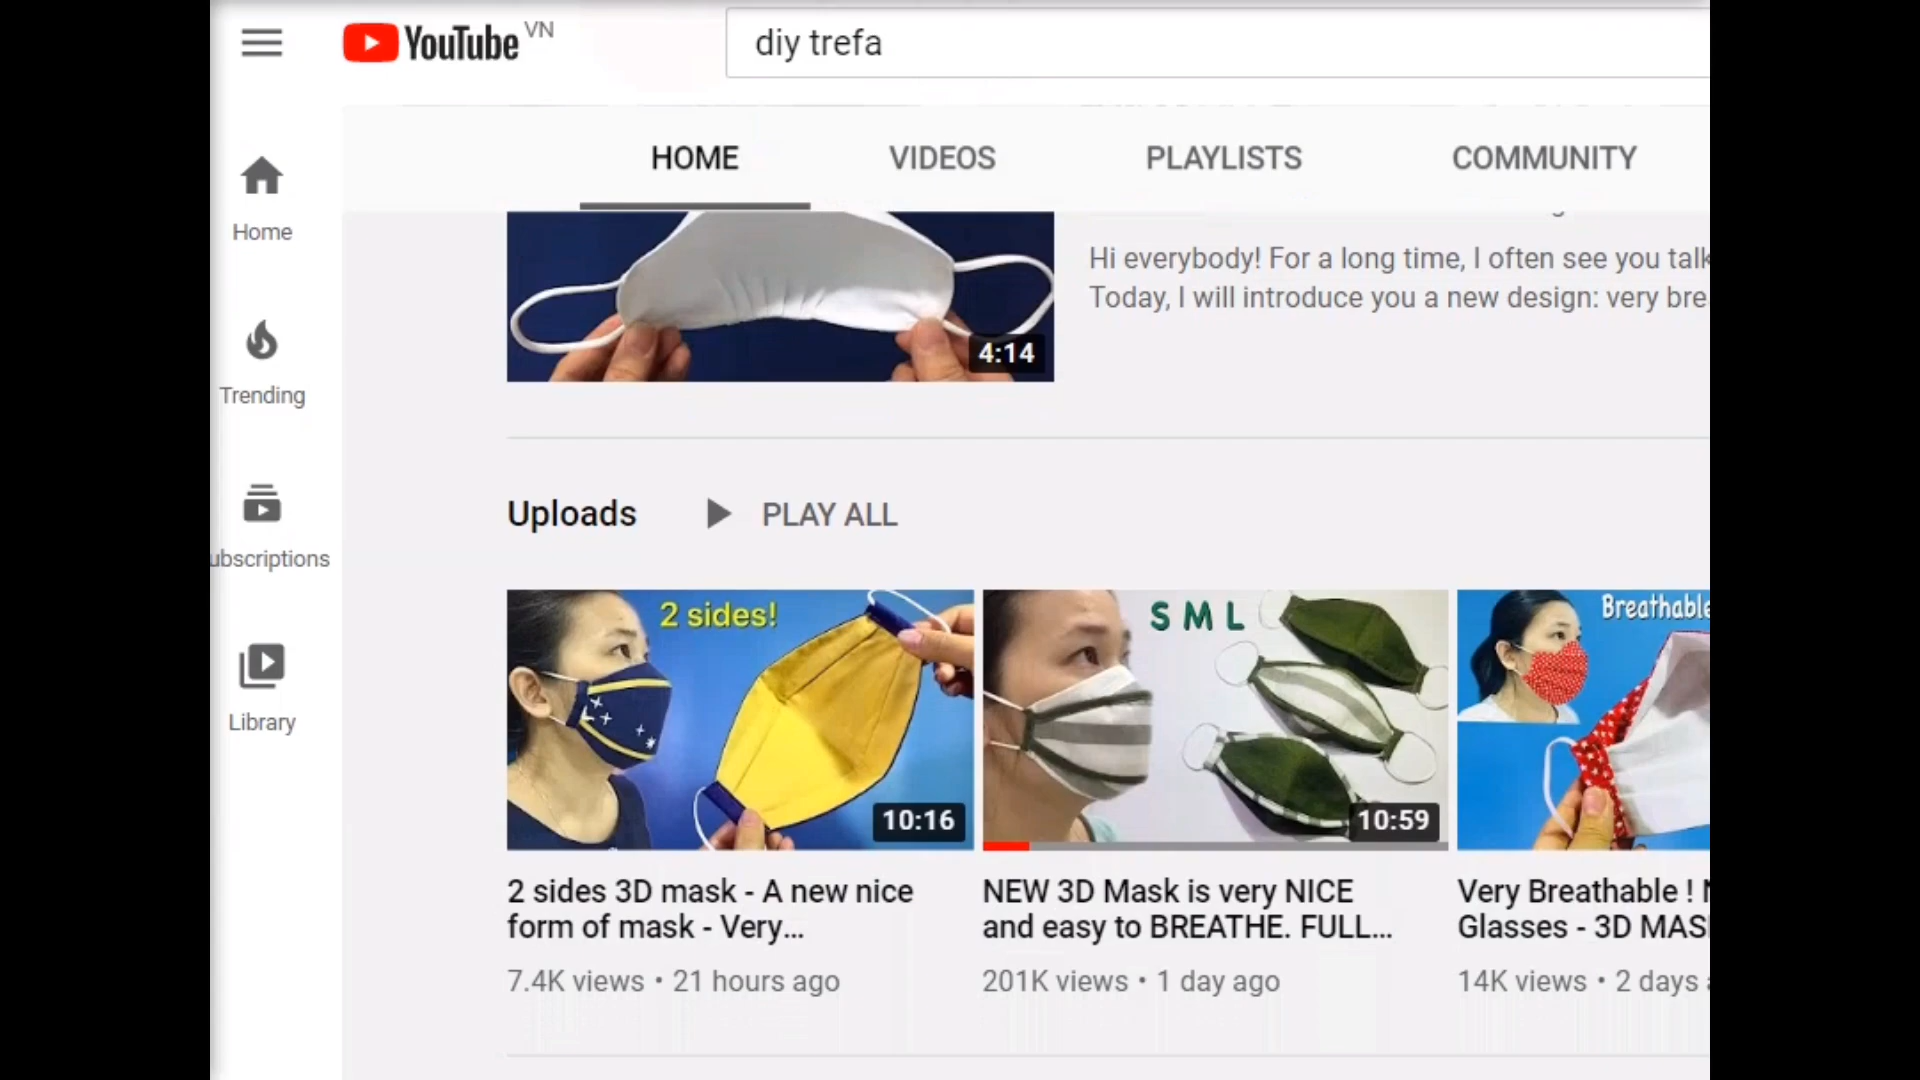 YouTube VN
diy trefa
HOME VIDEOS PLAYLISTS COMMUNITY
Home
Trending
ubscriptions
Library
Hi everybody! For a long time, I often see you talk
Today, I will introduce you a new design: very bre
4:14
Uploads PLAY ALL
2 sides!
10:16
S M L
10:59
Breathable
2 sides 3D mask - A new nice
form of mask - Very...
7.4K views • 21 hours ago
NEW 3D Mask is very NICE
and easy to BREATHE. FULL...
201K views • 1 day ago
Very Breathable !
Glasses - 3D MAS
14K views • 2 days